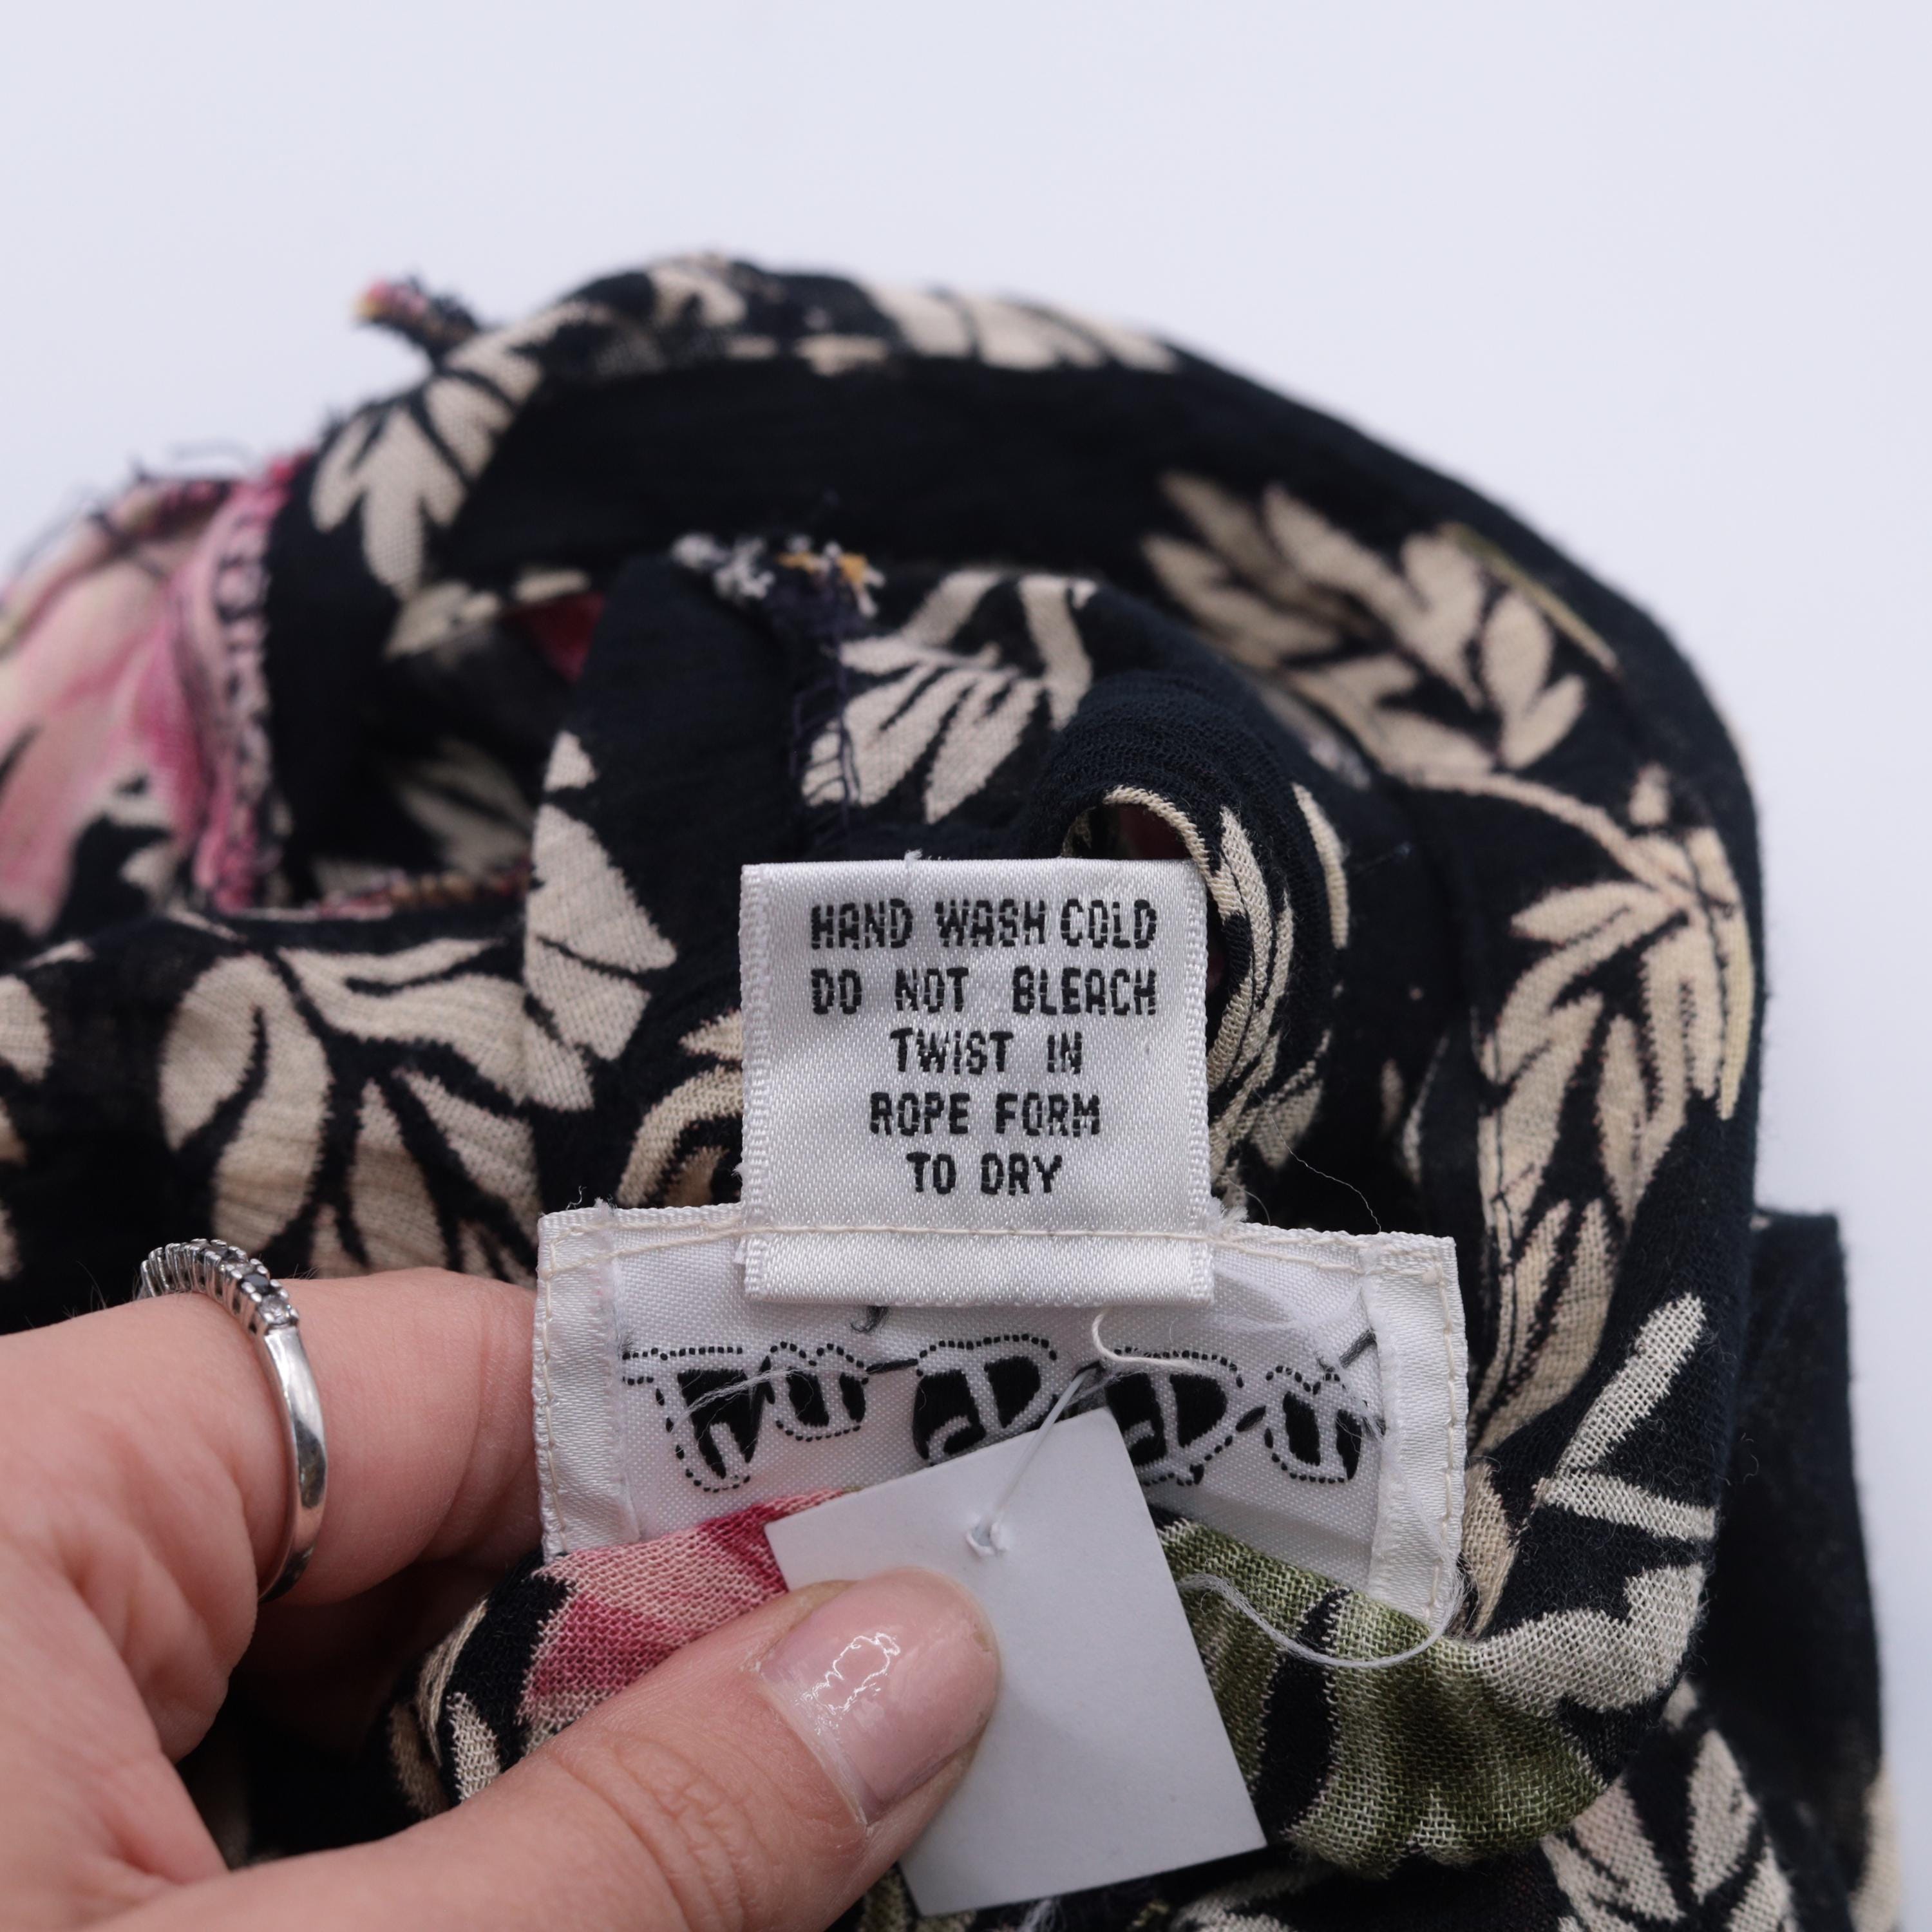 HAND WASH COLD
DO NOT BLEACH
TWIST IN
ROPE FORM
TO DRY